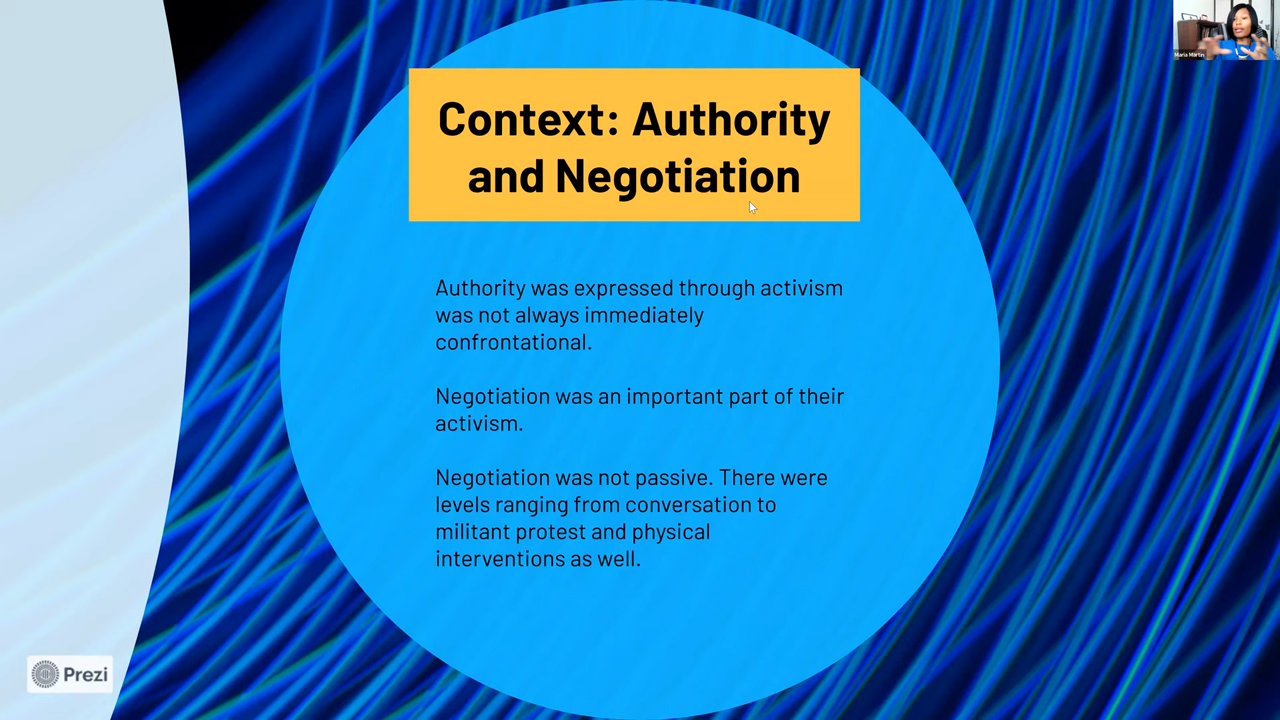 Context: Authority
and Negotiation
Authority was expressed through activism
was not always immediately
confrontational.
Negotiation was an important part of their
activism.
Negotiation was not passive. There were
levels ranging from conversation to
militant protest and physical
interventions as well.
Maria Martin
Prezi